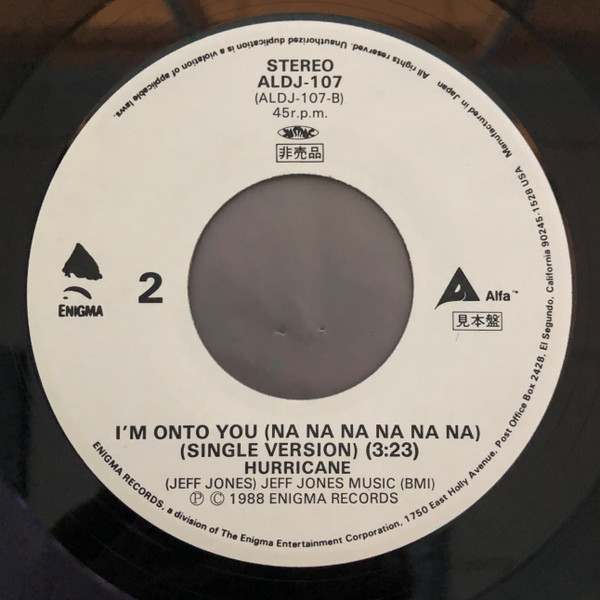 STEREO
ALDJ-107
(ALDJ-107-B)
45r.p.m.
JASRAC
非売品
ENIGMA
2
Alfa™
見本盤
I'M ONTO YOU (NA NA NA NA NA NA)
(SINGLE VERSION) (3:23)
HURRICANE
(JEFF JONES) JEFF JONES MUSIC (BMI)
Ⓟ © 1988 ENIGMA RECORDS
ENIGMA RECORDS, a division of The Enigma Entertainment Corporation, 1750 East Holly Avenue, Post Office Box 2428, El Segundo, California 90245-1528 USA
Manufactured in Japan
All rights reserved. Unauthorized duplication is a violation of applicable laws.